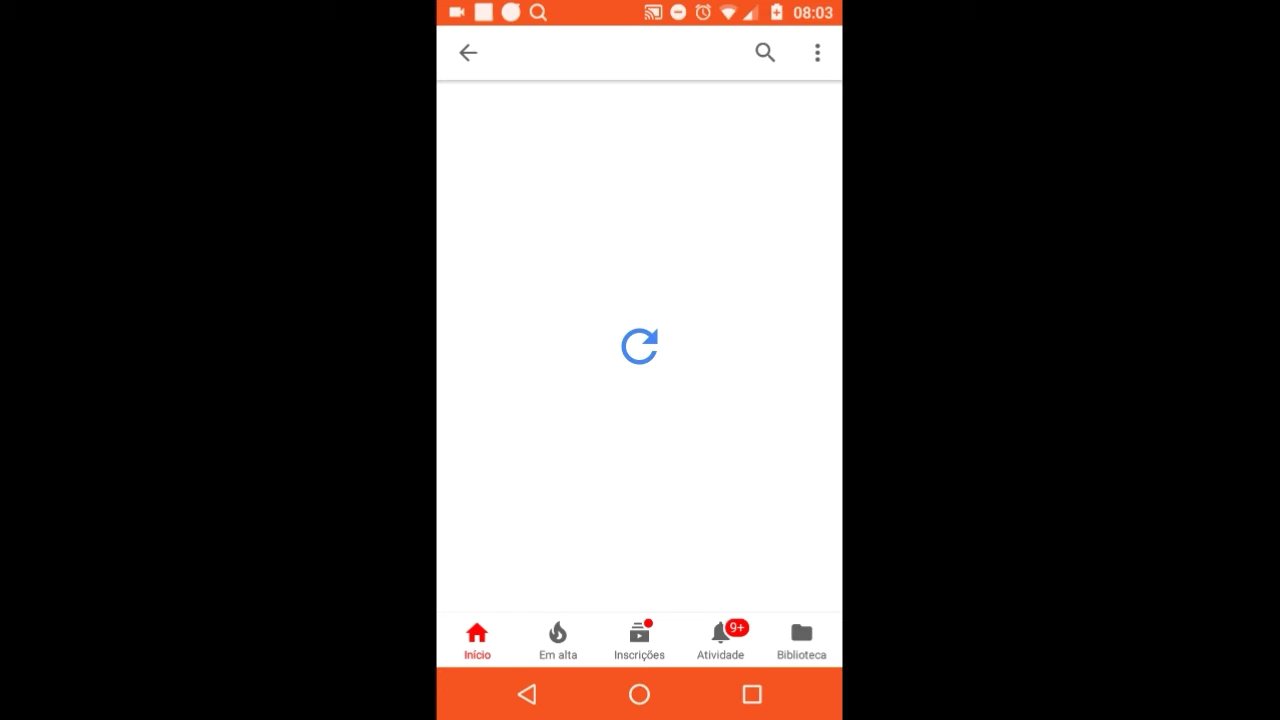 08:03
9+
Início
Em alta
Inscrições
Atividade
Biblioteca